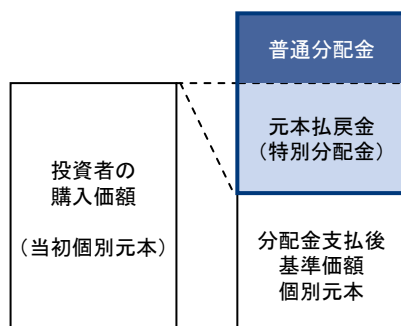 普通分配金
元本払戻金
（特別分配金）
投資者の
購入価額
（当初個別元本）
分配金支払後
基準価額
個別元本